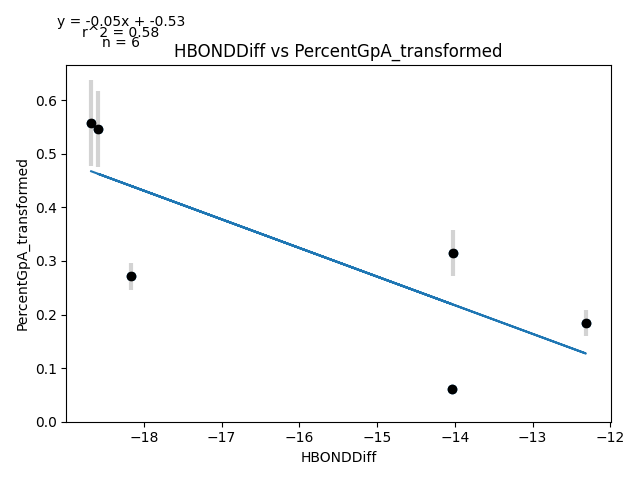 y = -0.05x + -0.53
r^2 = 0.58
n = 6
HBONDDiff vs PercentGpA_transformed
PercentGpA_transformed
0.6
0.5
0.4
0.3
0.2
0.1
0.0
−18
−17
−16
−15
−14
−13
−12
HBONDDiff